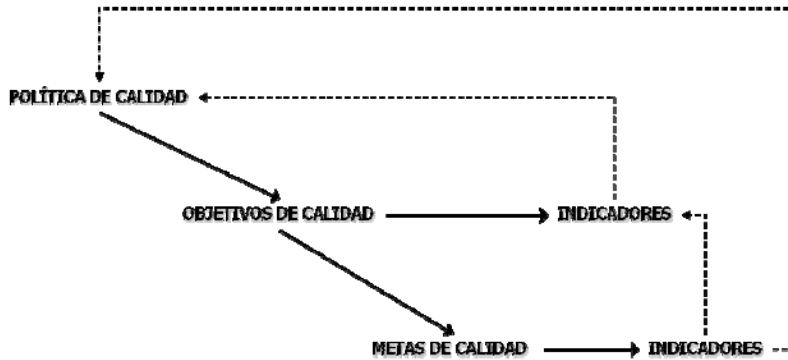 POLÍTICA DE CALIDAD
OBJETIVOS DE CALIDAD
INDICADORES
METAS DE CALIDAD
INDICADORES